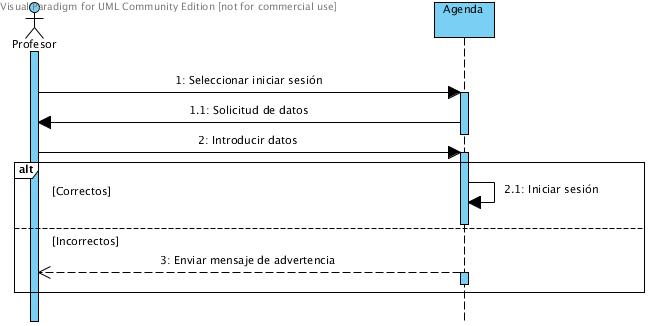 Visual Paradigm for UML Community Edition [not for commercial use]
Agenda
Profesor
1: Seleccionar iniciar sesión
1.1: Solicitud de datos
2: Introducir datos
alt
[Correctos]
2.1: Iniciar sesión
[Incorrectos]
3: Enviar mensaje de advertencia